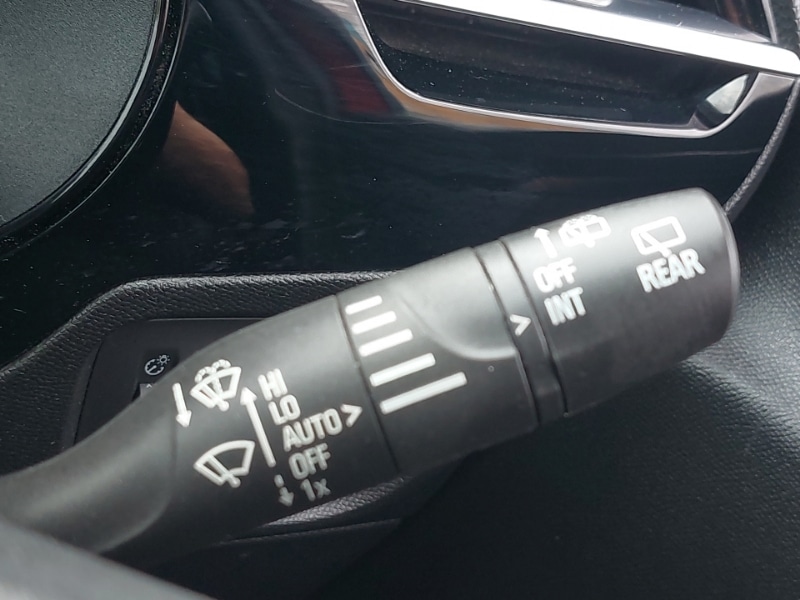 HI
LO
AUTO >
OFF
1x
>
OFF
INT
REAR